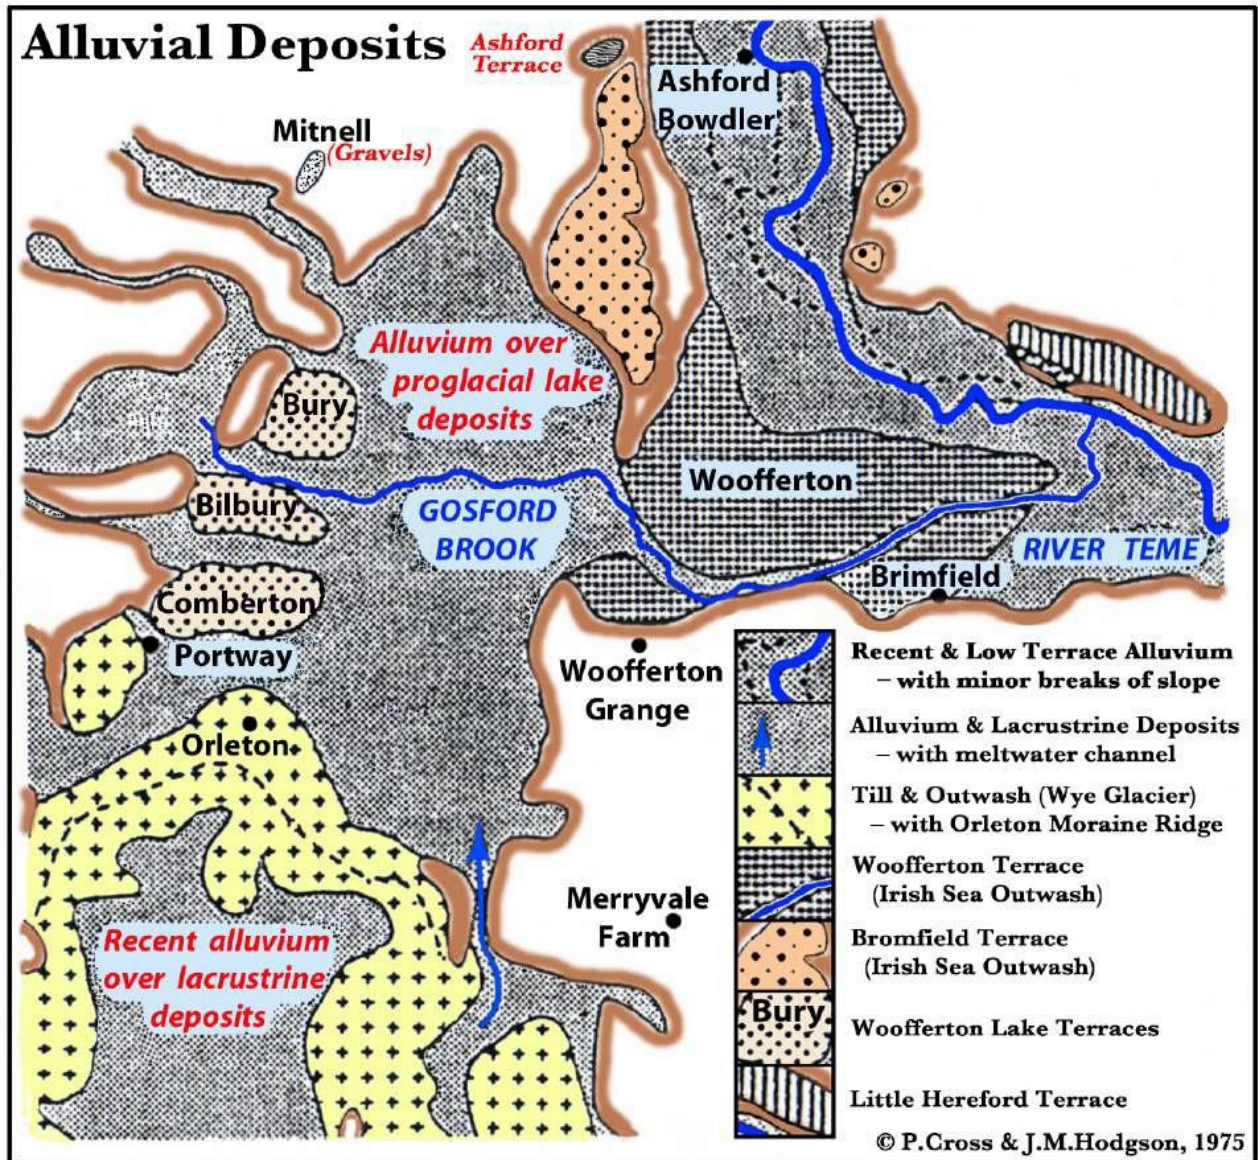 Alluvial Deposits
Ashford
Terrace
Ashford
Bowdler
Mitnell
(Gravels)
Alluvium over
proglacial lake
deposits
Bury
Woofferton
Bilbury
GOSFORD
BROOK
RIVER TEME
Brimfield
Comberton
Portway
Woofferton
Grange
Orleton
Merryvale
Farm
Recent alluvium
over lacrustrine
deposits
Recent & Low Terrace Alluvium
– with minor breaks of slope
Alluvium & Lacrustrine Deposits
– with meltwater channel
Till & Outwash (Wye Glacier)
– with Orleton Moraine Ridge
Woofferton Terrace
(Irish Sea Outwash)
Bromfield Terrace
(Irish Sea Outwash)
Bury
Woofferton Lake Terraces
Little Hereford Terrace
© P.Cross & J.M.Hodgson, 1975